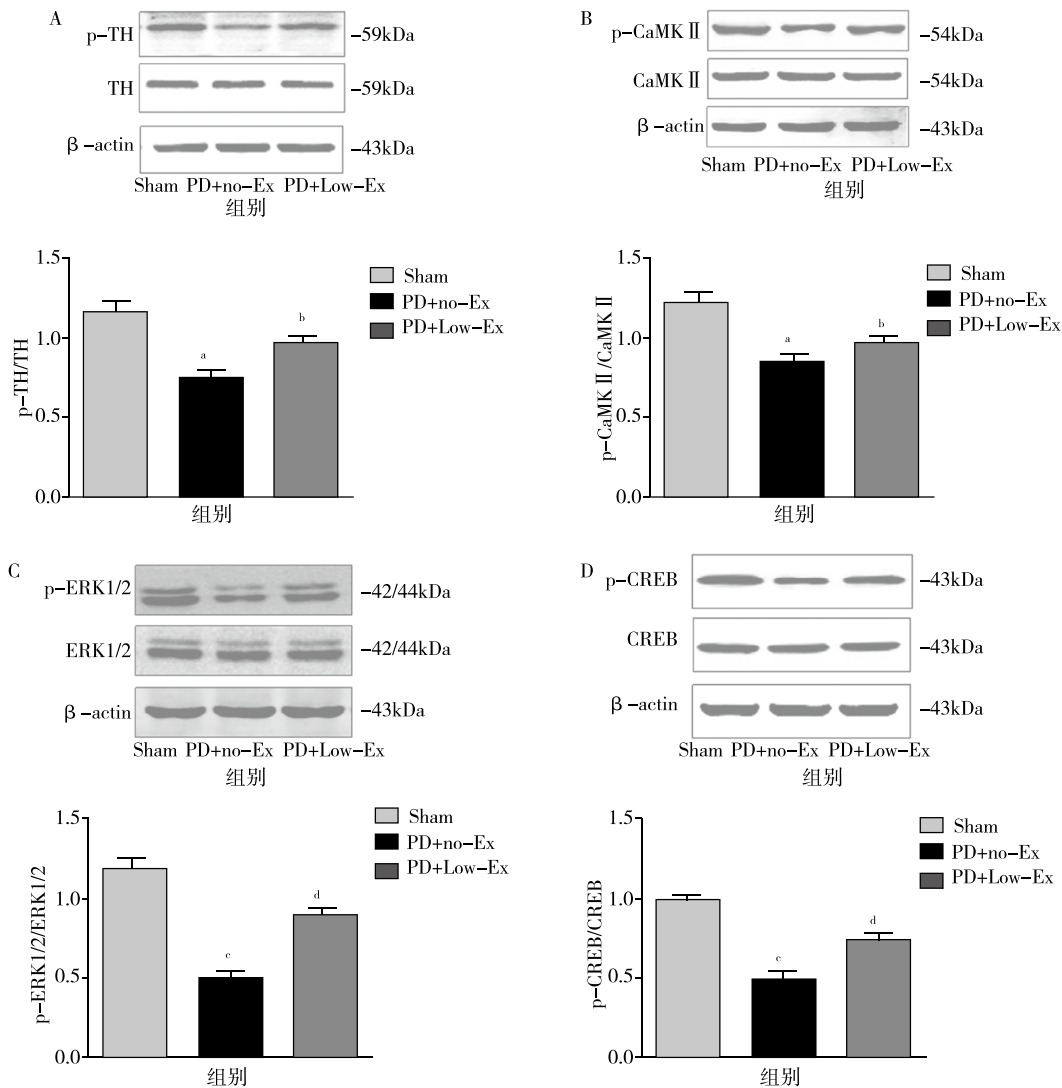 A
p-TH
-59kDa
TH
-59kDa
β-actin
-43kDa
Sham PD+no-Ex PD+Low-Ex
组别
1.5
1.0
0.5
0.0
p-TH/TH
a
b
Sham
PD+no-Ex
PD+Low-Ex
组别
B
p-CaMKⅡ
-54kDa
CaMKⅡ
-54kDa
β-actin
-43kDa
Sham PD+no-Ex PD+Low-Ex
组别
1.5
1.0
0.5
0.0
p-CaMKⅡ/CaMKⅡ
a
b
Sham
PD+no-Ex
PD+Low-Ex
组别
C
p-ERK1/2
-42/44kDa
ERK1/2
-42/44kDa
β-actin
-43kDa
Sham PD+no-Ex PD+Low-Ex
组别
1.5
1.0
0.5
0.0
p-ERK1/2/ERK1/2
c
d
Sham
PD+no-Ex
PD+Low-Ex
组别
D
p-CREB
-43kDa
CREB
-43kDa
β-actin
-43kDa
Sham PD+no-Ex PD+Low-Ex
组别
1.5
1.0
0.5
0.0
p-CREB/CREB
c
d
Sham
PD+no-Ex
PD+Low-Ex
组别